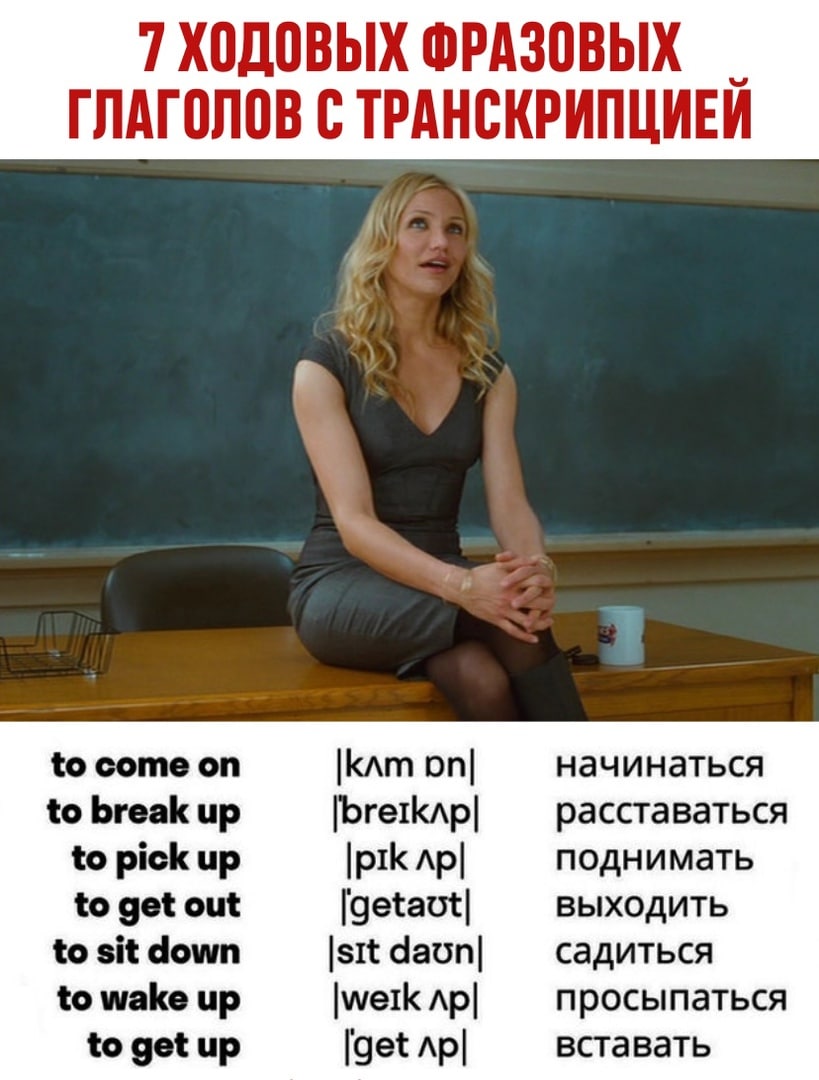 7 ХОДОВЫХ ФРАЗОВЫХ
ГЛАГОЛОВ С ТРАНСКРИПЦИЕЙ
to come on |kʌm ɒn| начинаться
to break up |ˈbreɪkʌp| расставаться
to pick up |pɪk ʌp| поднимать
to get out |ˈɡetaʊt| выходить
to sit down |sɪt daʊn| садиться
to wake up |weɪk ʌp| просыпаться
to get up |ˈɡet ʌp| вставать